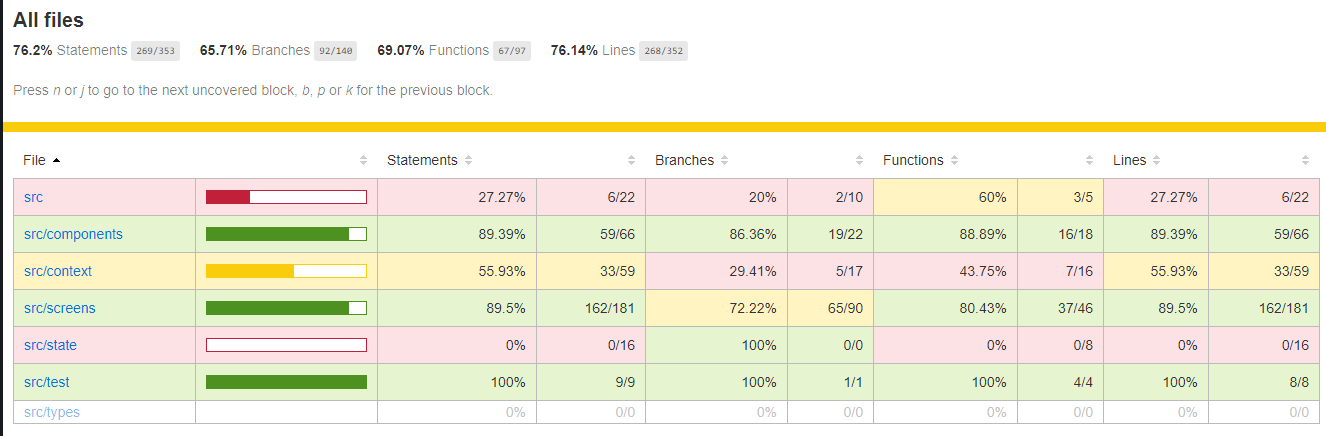 All files
76.2% Statements 269/353 65.71% Branches 92/140 69.07% Functions 67/97 76.14% Lines 268/352
Press n or j to go to the next uncovered block, b, p or k for the previous block.
File Statements Branches Functions Lines
src 27.27% 6/22 20% 2/10 60% 3/5 27.27% 6/22
src/components 89.39% 59/66 86.36% 19/22 88.89% 16/18 89.39% 59/66
src/context 55.93% 33/59 29.41% 5/17 43.75% 7/16 55.93% 33/59
src/screens 89.5% 162/181 72.22% 65/90 80.43% 37/46 89.5% 162/181
src/state 0% 0/16 100% 0/0 0% 0/8 0% 0/16
src/test 100% 9/9 100% 1/1 100% 4/4 100% 8/8
src/types 0% 0/0 0% 0/0 0% 0/0 0% 0/0